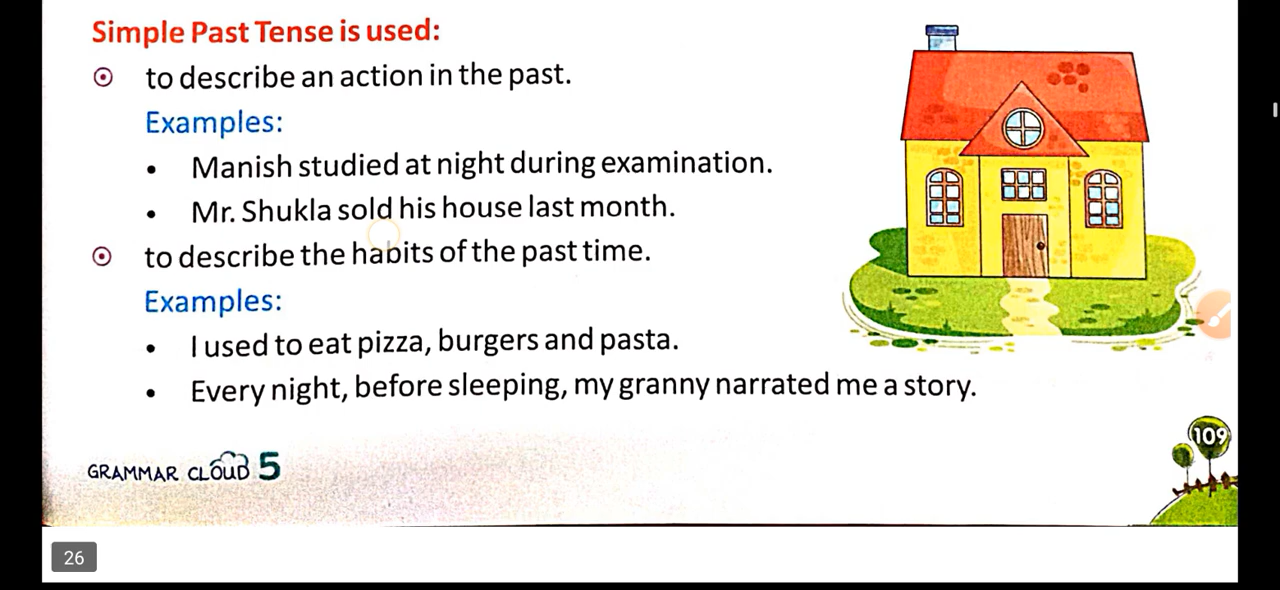 Simple Past Tense is used:
to describe an action in the past.
Examples:
• Manish studied at night during examination.
• Mr. Shukla sold his house last month.
to describe the habits of the past time.
Examples:
• I used to eat pizza, burgers and pasta.
• Every night, before sleeping, my granny narrated me a story.
109
GRAMMAR CLOUD 5
26